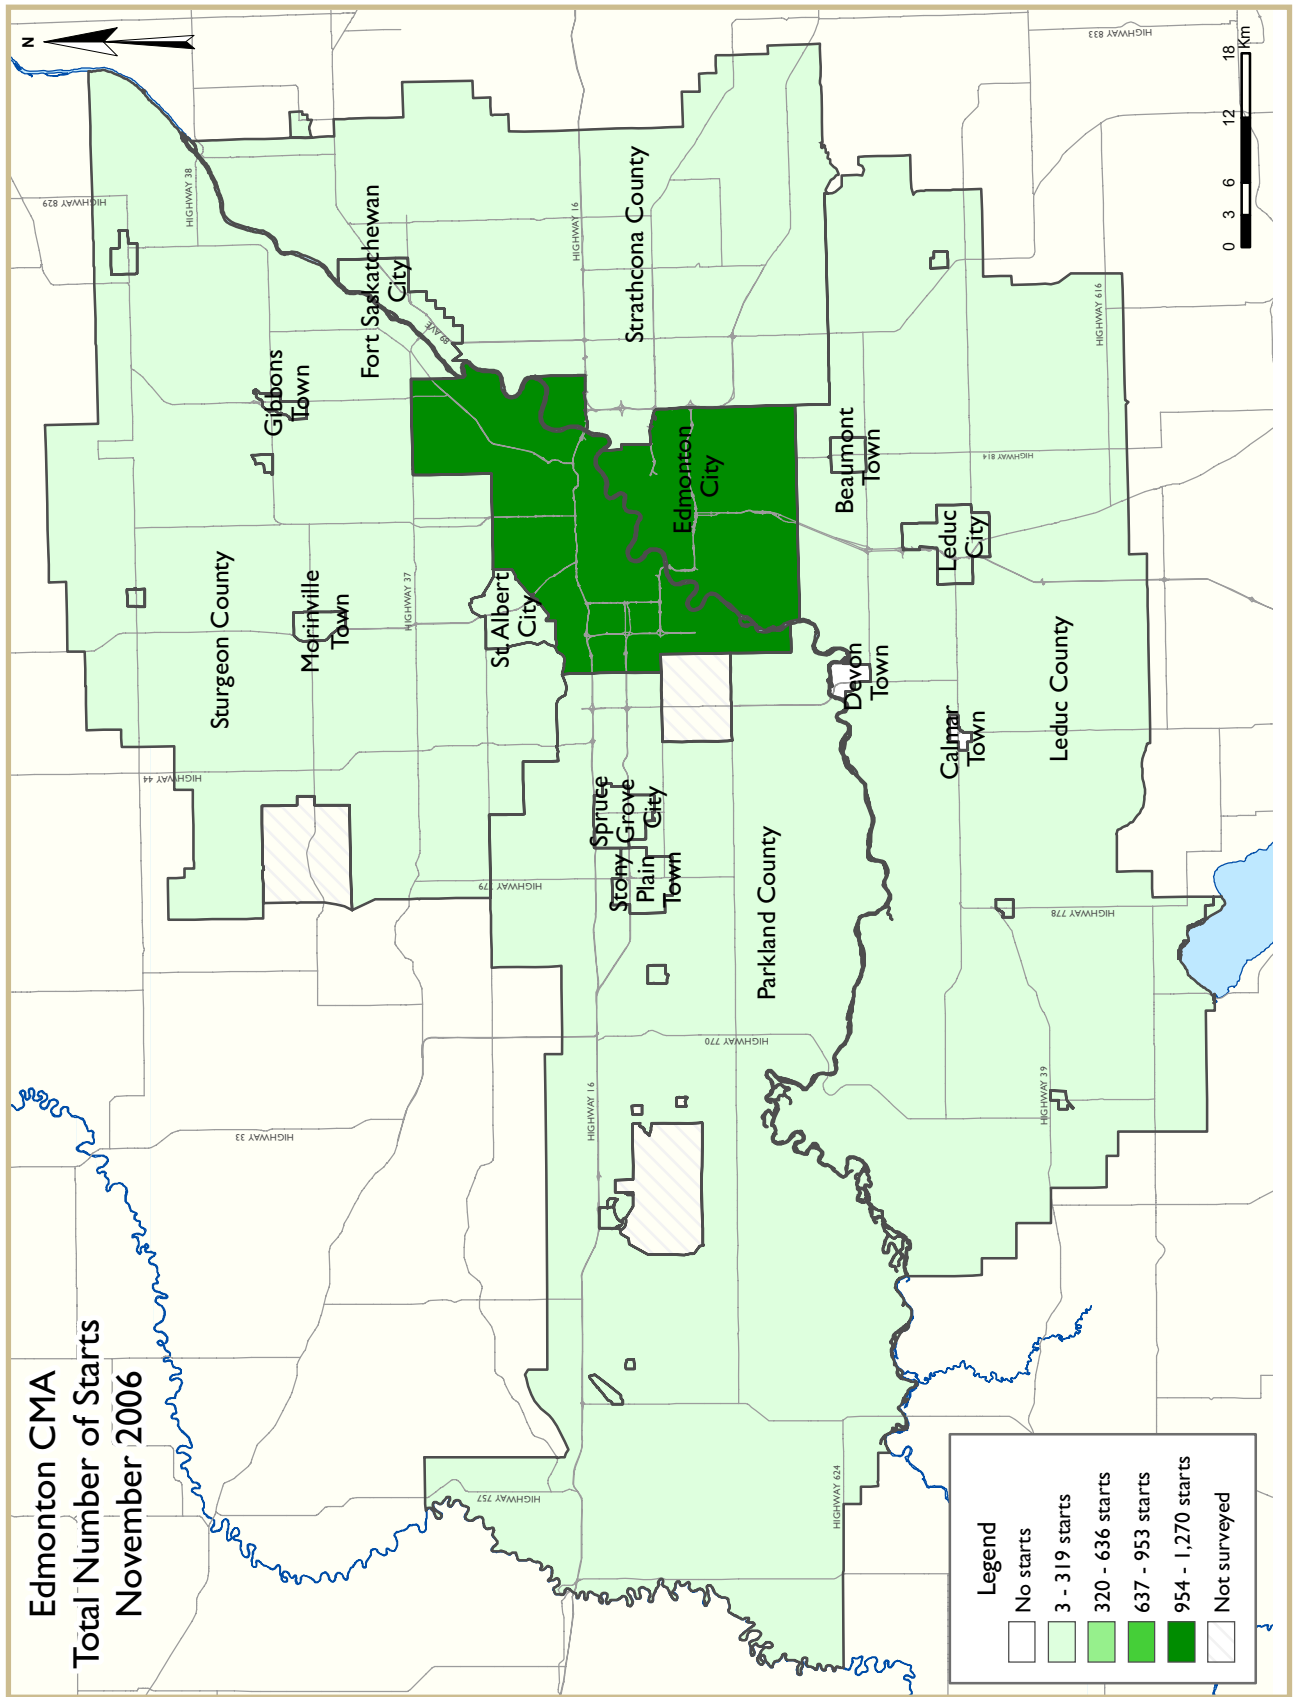 Edmonton CMA
Total Number of Starts
November 2006
N
HIGHWAY 829
HIGHWAY 38
HIGHWAY 833
Fort Saskatchewan
City
89 AVE
Gibbons
Town
Sturgeon County
Morinville
Town
HIGHWAY 37
HIGHWAY 44
St. Albert
City
HIGHWAY 16
Strathcona County
Edmonton
City
Beaumont
Town
HIGHWAY 814
HIGHWAY 616
Leduc
City
Devon
Town
Calmar
Town
Leduc County
Spruce
Grove
City
Stony
Plain
Town
HIGHWAY 779
Parkland County
HIGHWAY 778
HIGHWAY 770
HIGHWAY 39
HIGHWAY 16
HIGHWAY 33
HIGHWAY 757
HIGHWAY 624
Legend
No starts
3 - 319 starts
320 - 636 starts
637 - 953 starts
954 - 1,270 starts
Not surveyed
0 3 6 12 18
Km